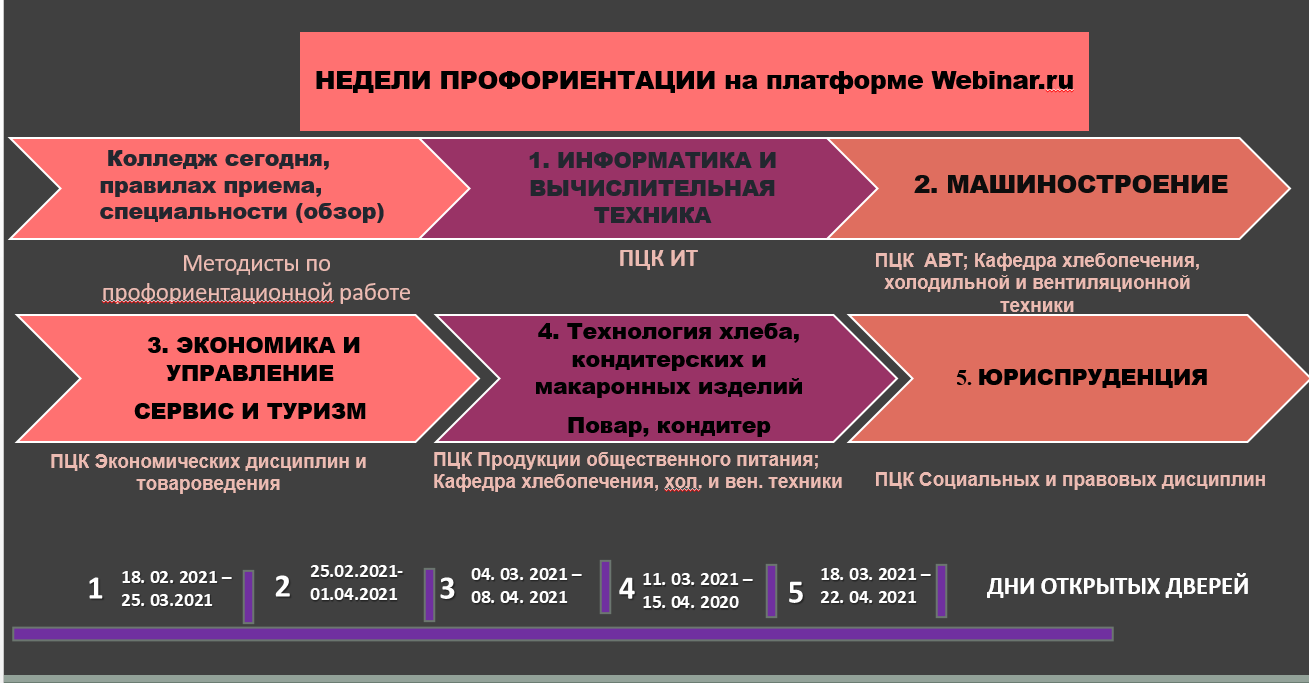 НЕДЕЛИ ПРОФОРИЕНТАЦИИ на платформе Webinar.ru
Колледж сегодня,
правилах приема,
специальности (обзор)
1. ИНФОРМАТИКА И
ВЫЧИСЛИТЕЛЬНАЯ
ТЕХНИКА
2. МАШИНОСТРОЕНИЕ
Методисты по
профориентационной работе
ПЦК ИТ
ПЦК АВТ; Кафедра хлебопечения,
холодильной и вентиляционной
техники
3. ЭКОНОМИКА И
УПРАВЛЕНИЕ
СЕРВИС И ТУРИЗМ
4. Технология хлеба,
кондитерских и
макаронных изделий
Повар, кондитер
5. ЮРИСПРУДЕНЦИЯ
ПЦК Экономических дисциплин и
товароведения
ПЦК Продукции общественного питания;
Кафедра хлебопечения, хол. и вен. техники
ПЦК Социальных и правовых дисциплин
1
18. 02. 2021 –
25. 03.2021
2
25.02.2021-
01.04.2021
3
04. 03. 2021 –
08. 04. 2021
4
11. 03. 2021 –
15. 04. 2020
5
18. 03. 2021 –
22. 04. 2021
ДНИ ОТКРЫТЫХ ДВЕРЕЙ